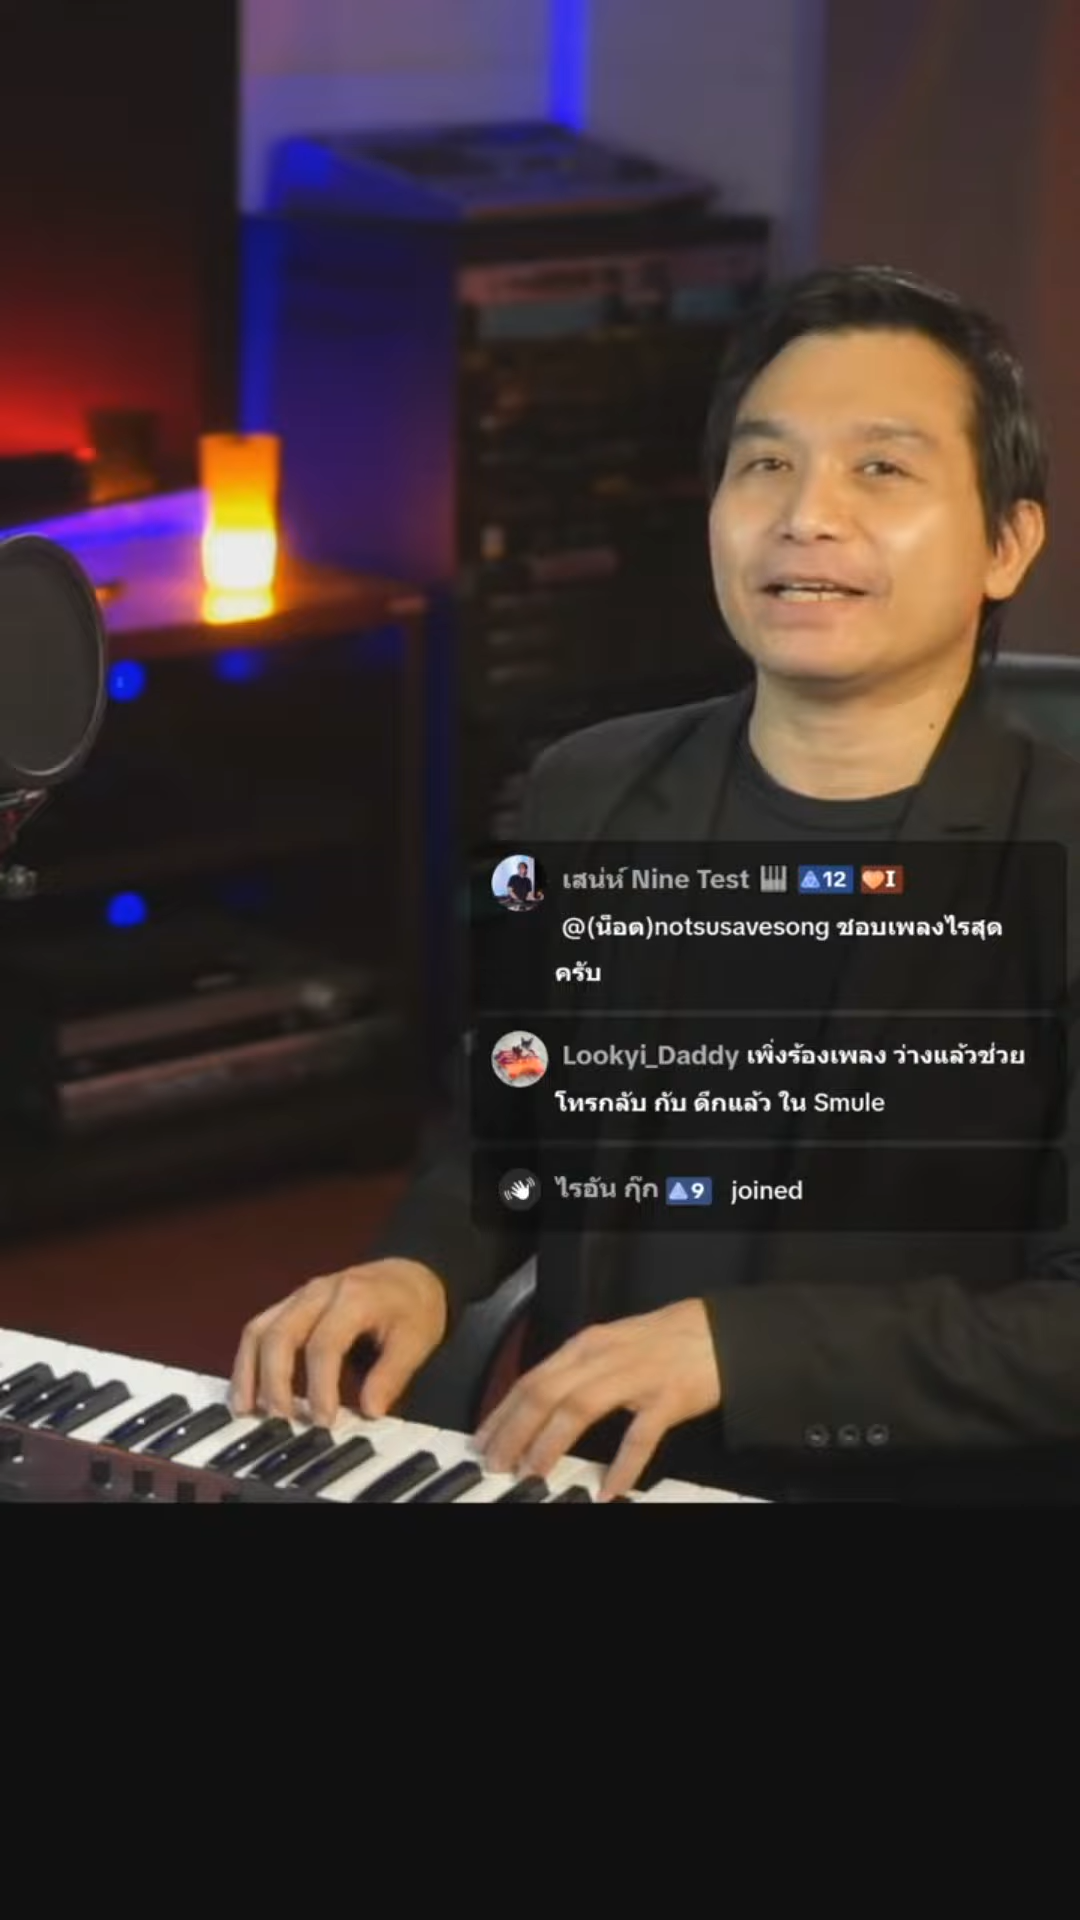 เสน่ห์ Nine Test 🎹 12 I
@(น็อต)notsusavesong ชอบเพลงไรสุด
ครับ
Lookyi_Daddy เพิ่งร้องเพลง ว่างแล้วช่วย
โทรกลับ กับ ดึกแล้ว ใน Smule
ไรอัน กุ๊ก 9 joined